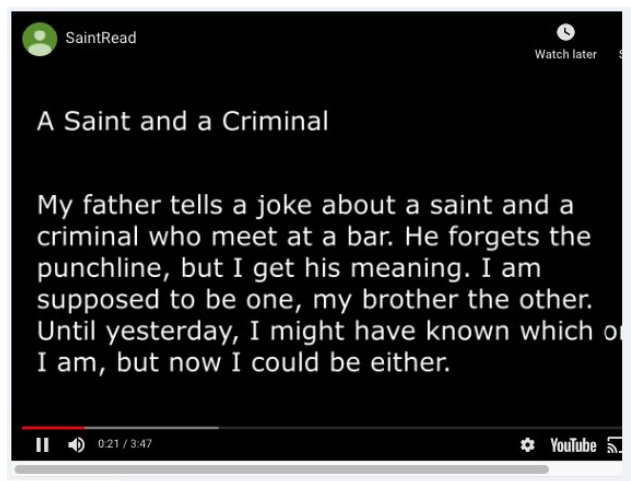 SaintRead
Watch later
A Saint and a Criminal
My father tells a joke about a saint and a
criminal who meet at a bar. He forgets the
punchline, but I get his meaning. I am
supposed to be one, my brother the other.
Until yesterday, I might have known which
I am, but now I could be either.
0:21 / 3:47
YouTube